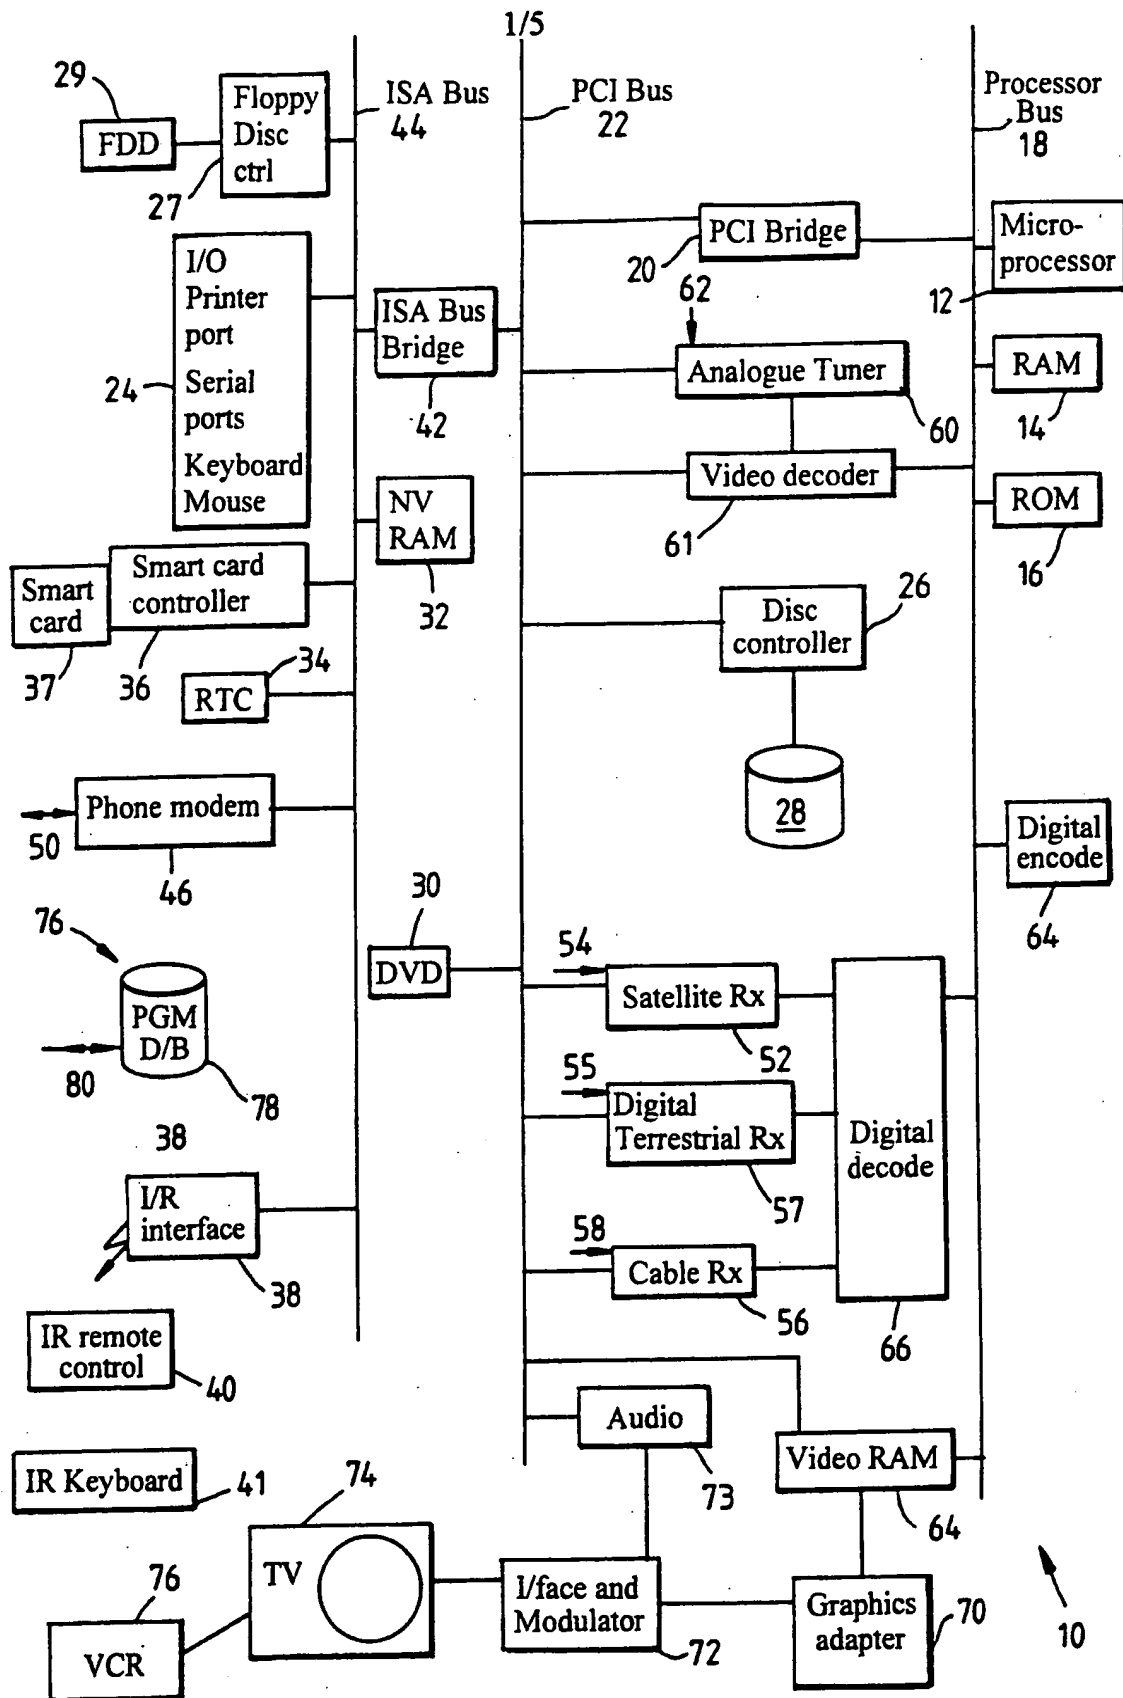 1/5
29
FDD
Floppy
Disc
ctrl
27
ISA Bus
44
PCI Bus
22
Processor
Bus
18
I/O
Printer
port
Serial
ports
Keyboard
Mouse
24
ISA Bus
Bridge
42
PCI Bridge
20
Micro-
processor
12
62
Analogue Tuner
60
RAM
14
Video decoder
61
ROM
16
NV
RAM
32
Smart
card
37
Smart card
controller
36
Disc
controller
26
34
RTC
28
Phone modem
50
46
Digital
encode
64
30
DVD
76
PGM
D/B
80
78
54
Satellite Rx
52
55
Digital
Terrestrial Rx
57
Digital
decode
66
38
I/R
interface
38
58
Cable Rx
56
IR remote
control
40
Audio
73
Video RAM
64
IR Keyboard
41
74
TV
76
VCR
I/face and
Modulator
72
Graphics
adapter
70
10